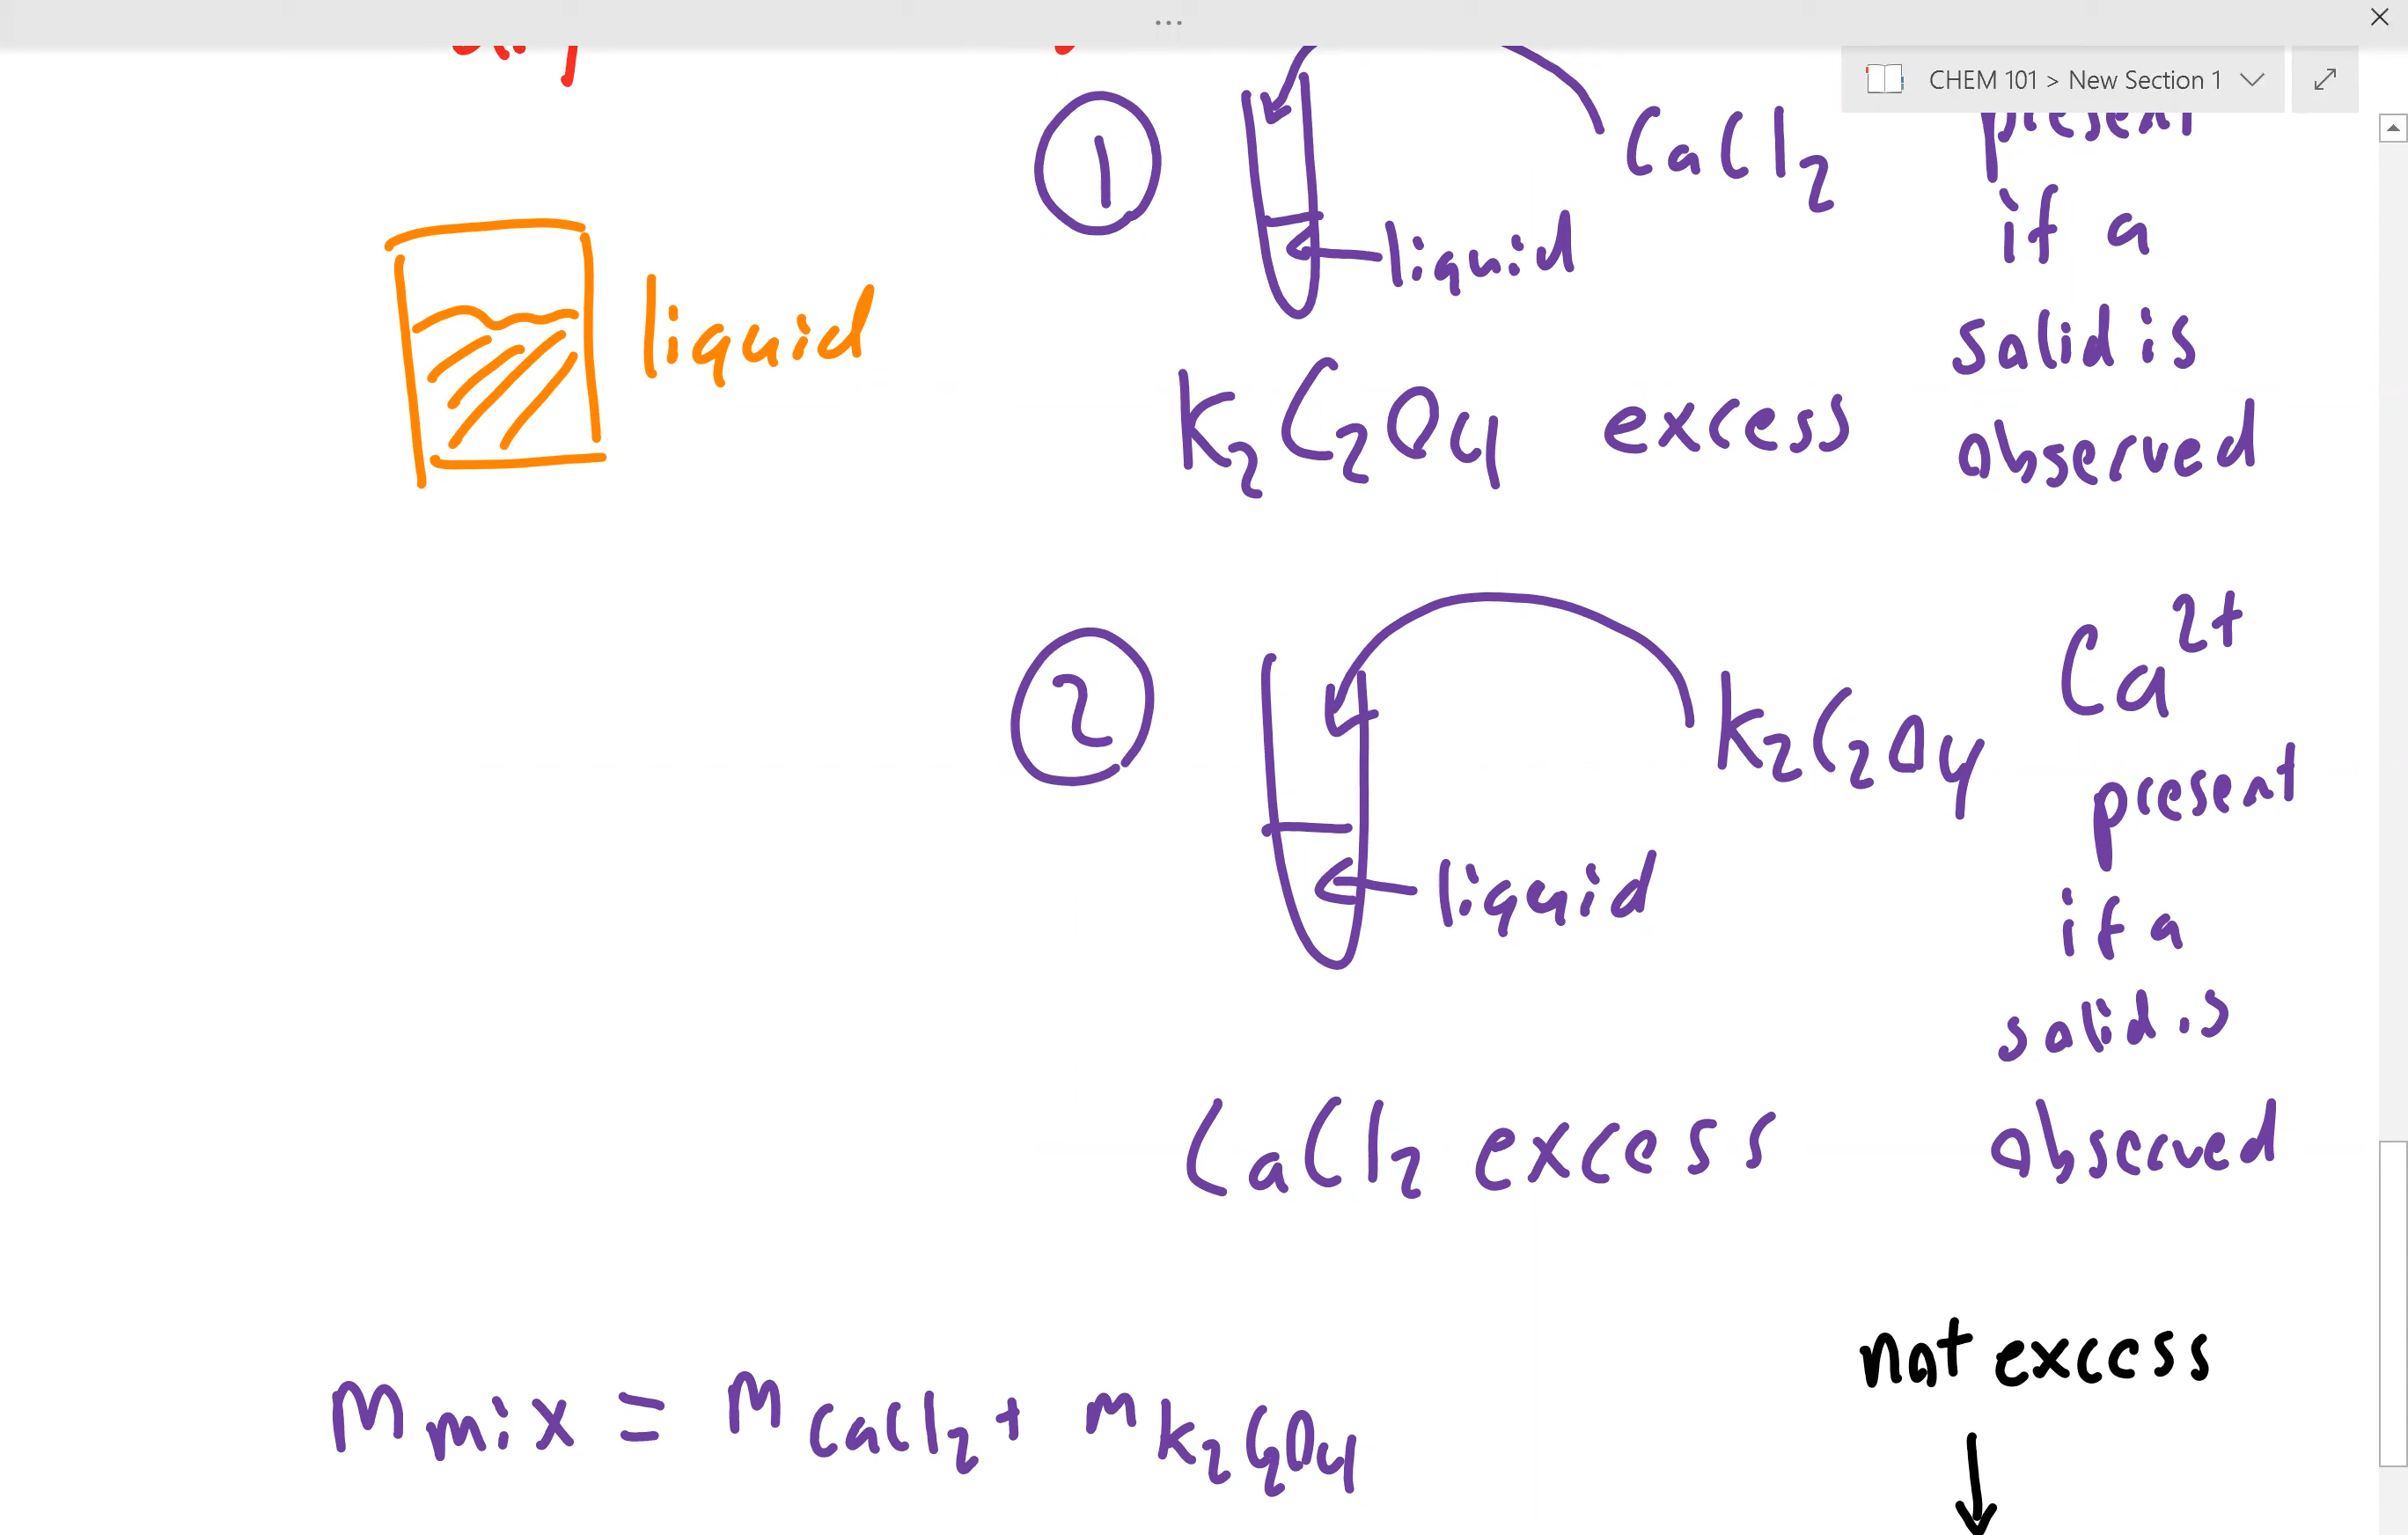 ...
CHEM 101 > New Section 1
1
CaCl2
if a
liquid
liquid
solid is
K2C2O4 excess
observed
2
Ca2+
K2C2O4
present
liquid
if a
solid is
CaCl2 excess
observed
not excess
m mix = m CaCl2 + m K2C2O4